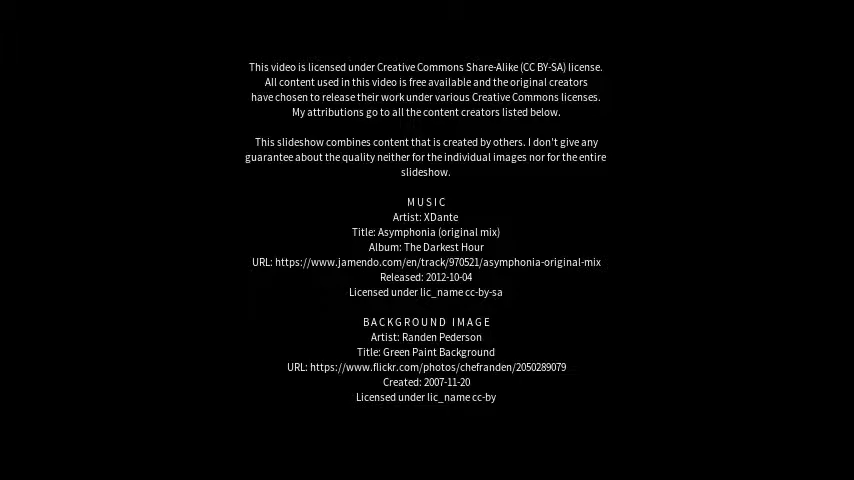 This video is licensed under Creative Commons Share-Alike (CC BY-SA) license.
All content used in this video is free available and the original creators
have chosen to release their work under various Creative Commons licenses.
My attributions go to all the content creators listed below.
This slideshow combines content that is created by others. I don't give any
guarantee about the quality neither for the individual images nor for the entire
slideshow.
MUSIC
Artist: XDante
Title: Asymphonia (original mix)
Album: The Darkest Hour
URL: https://www.jamendo.com/en/track/970521/asymphonia-original-mix
Released: 2012-10-04
Licensed under lic_name cc-by-sa
BACKGROUND IMAGE
Artist: Randen Pederson
Title: Green Paint Background
URL: https://www.flickr.com/photos/chefranden/2050289079
Created: 2007-11-20
Licensed under lic_name cc-by